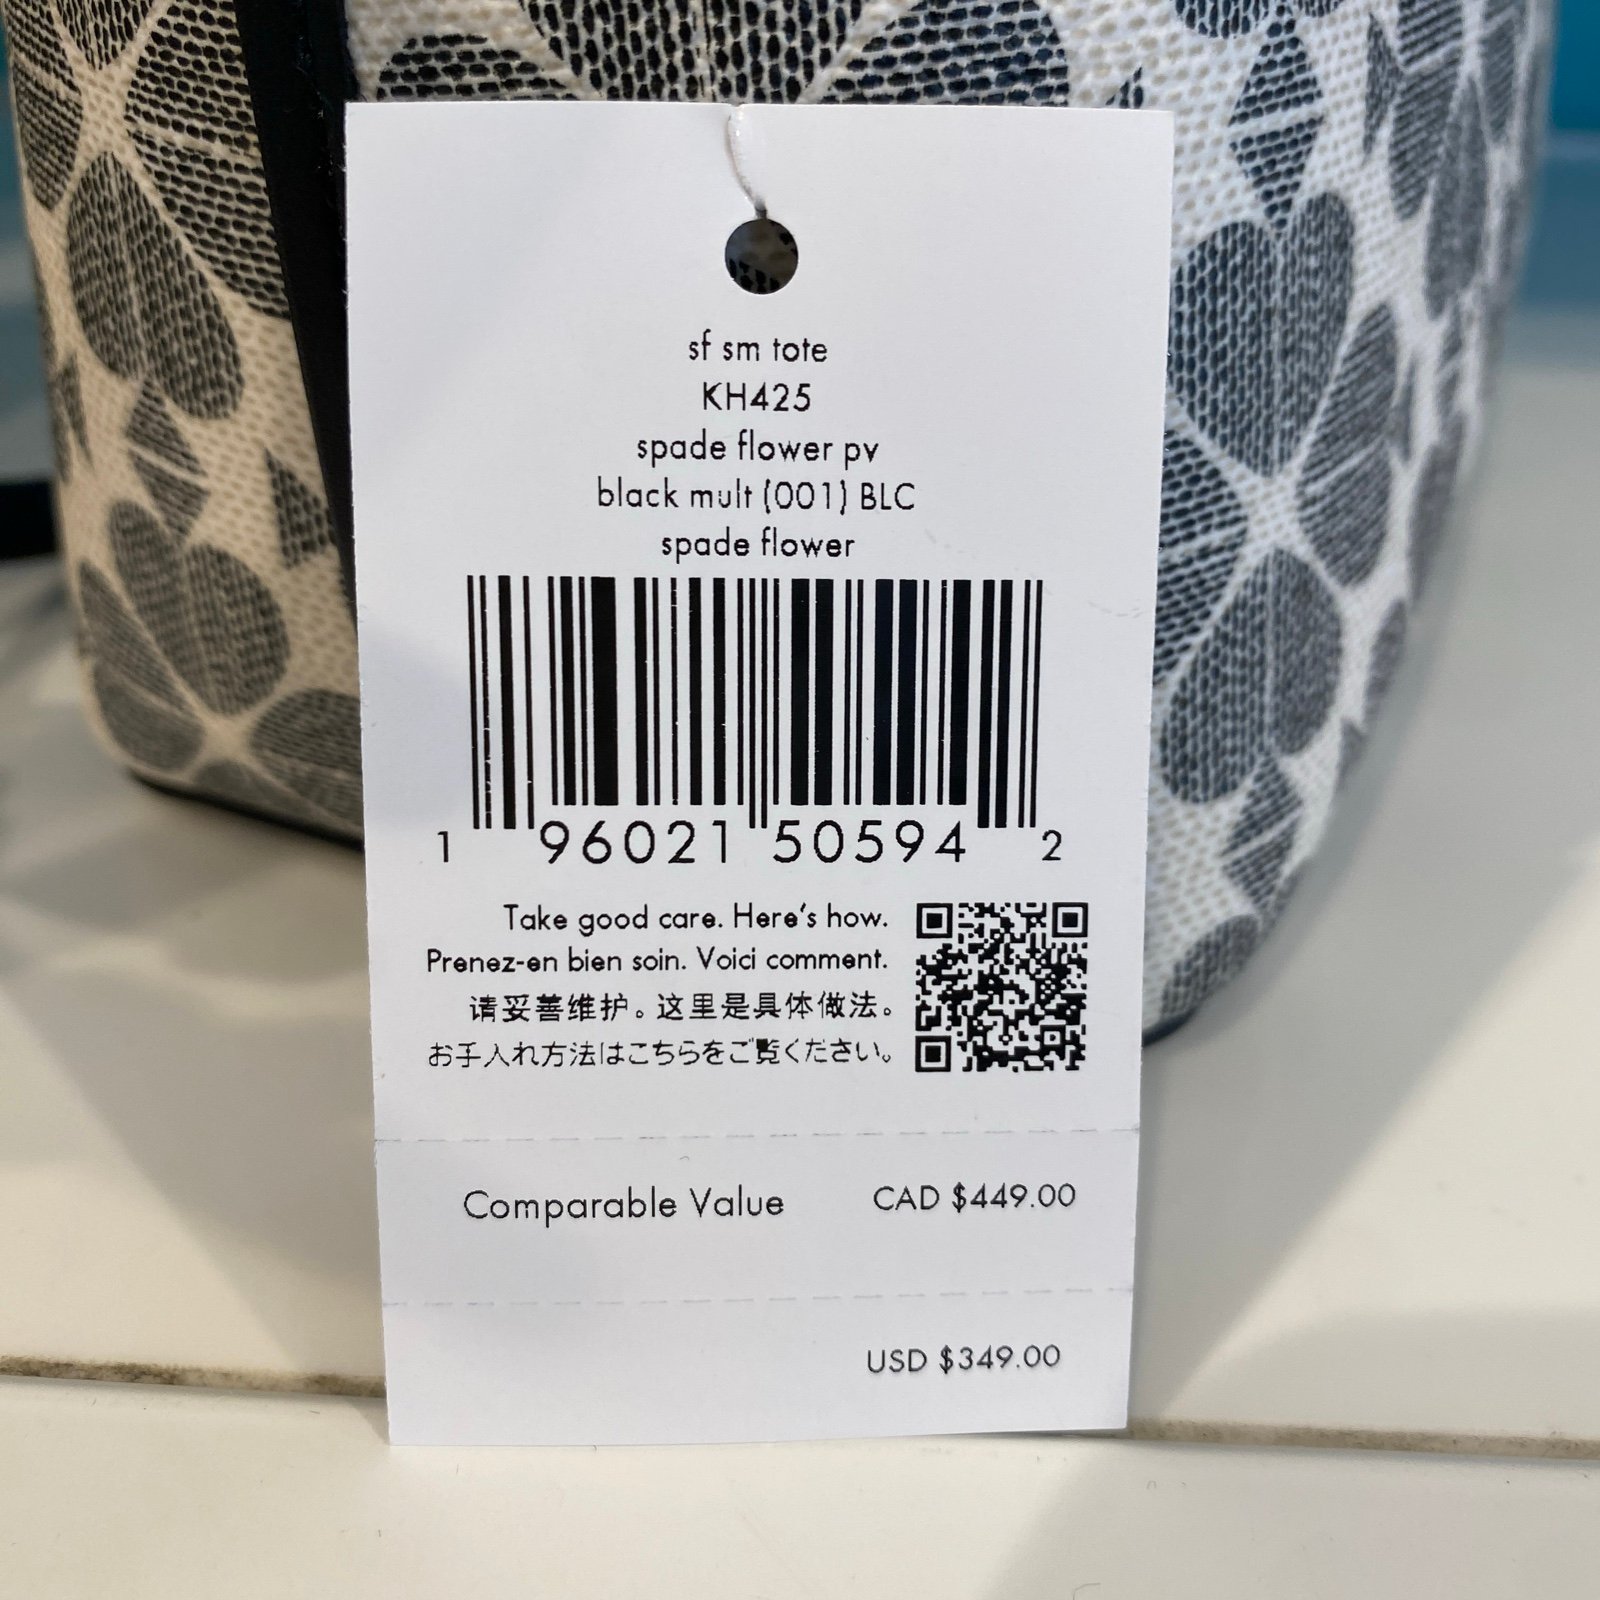 sf sm tote
KH425
spade flower pv
black mult (001) BLC
spade flower
1 96021 50594 2
Take good care. Here's how.
Prenez-en bien soin. Voici comment.
请妥善维护。这里是具体做法。
お手入れ方法はこちらをご覧ください。
Comparable Value CAD $449.00
USD $349.00